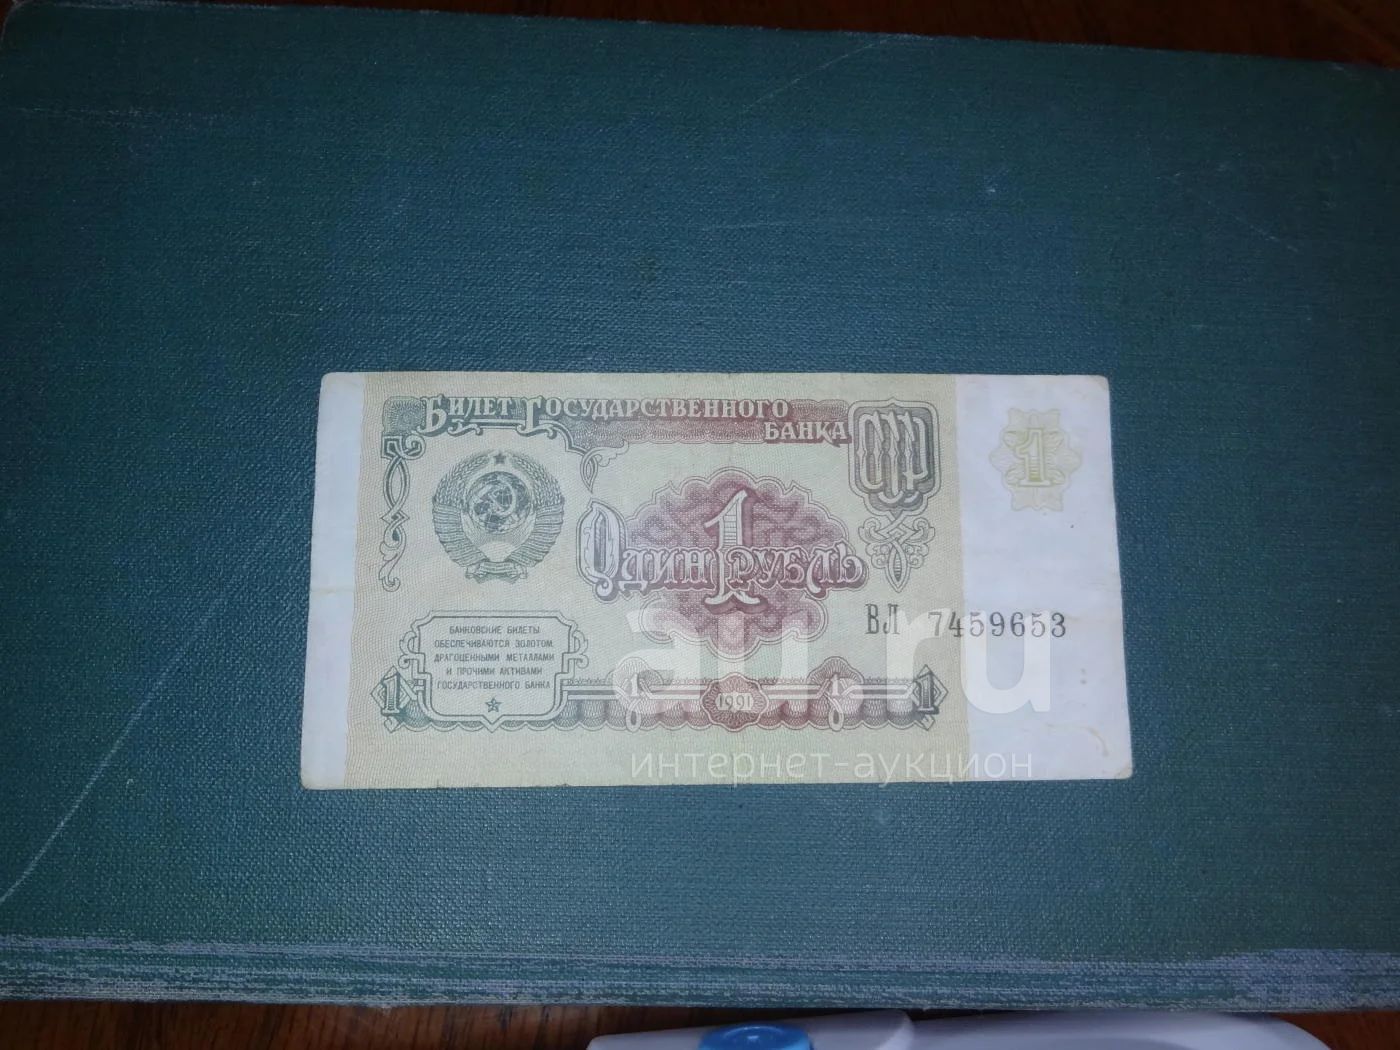 Билет Государственного
Банка
СССР
1
1
Один рубль
ВЛ 7459653
БАНКОВСКИЕ БИЛЕТЫ
ОБЕСПЕЧИВАЮТСЯ ЗОЛОТОМ,
ДРАГОЦЕННЫМИ МЕТАЛЛАМИ
И ПРОЧИМИ АКТИВАМИ
ГОСУДАРСТВЕННОГО БАНКА
1 1 1991 1 1
au.ru
интернет-аукцион